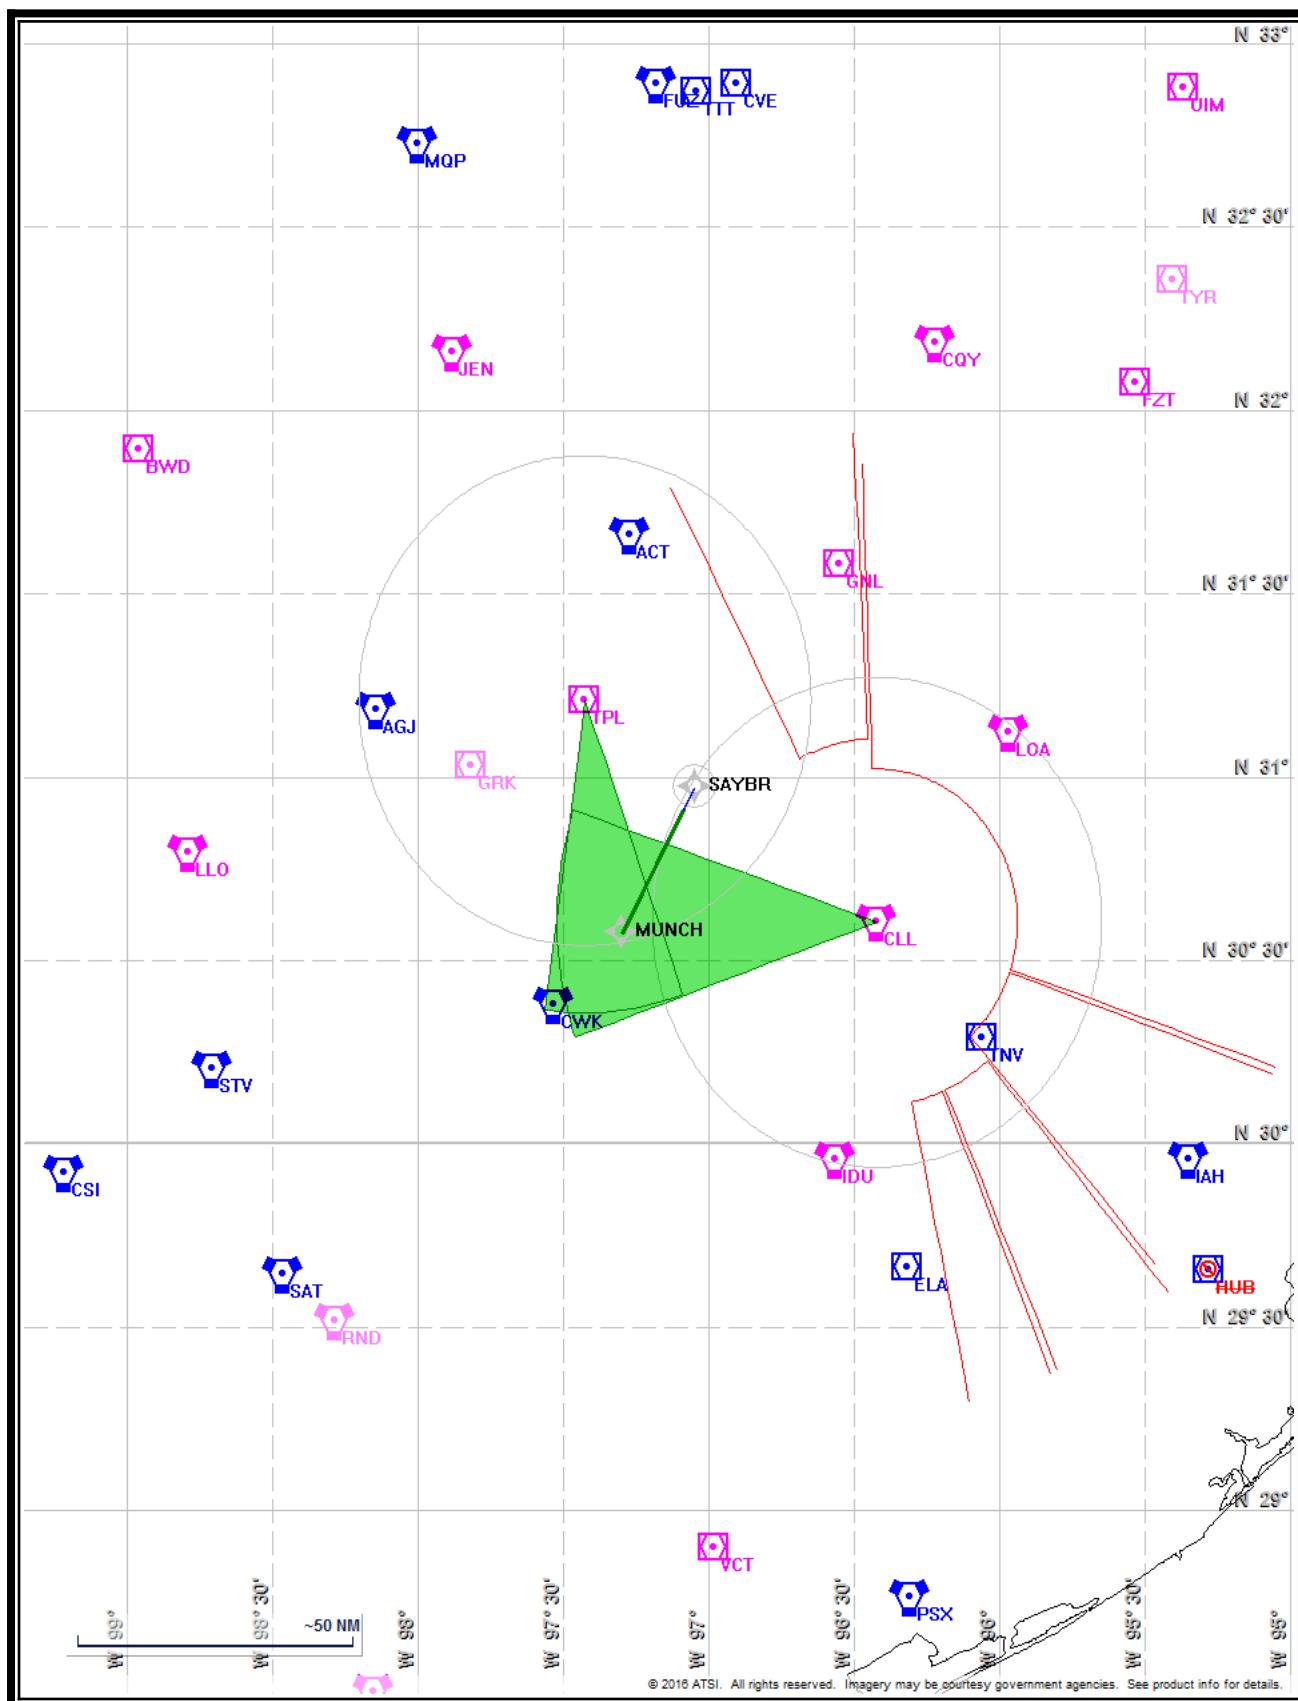 N 33°
FUZ
TTT
CVE
UIM
MQP
N 32° 30'
TYR
JEN
CQY
FZT
N 32°
BWD
ACT
GNL
N 31° 30'
TPL
AGJ
LOA
N 31°
GRK
SAYBR
LLO
MUNCH
CLL
N 30° 30'
CWK
TNV
STV
N 30°
CSI
IDU
IAH
SAT
ELA
HUB
RND
N 29° 30'
N 29°
VCT
PSX
~50 NM
W 99°
W 98° 30'
W 98°
W 97° 30'
W 97°
W 96° 30'
W 96°
W 95° 30'
W 95°
© 2016 ATSI. All rights reserved. Imagery may be courtesy government agencies. See product info for details.